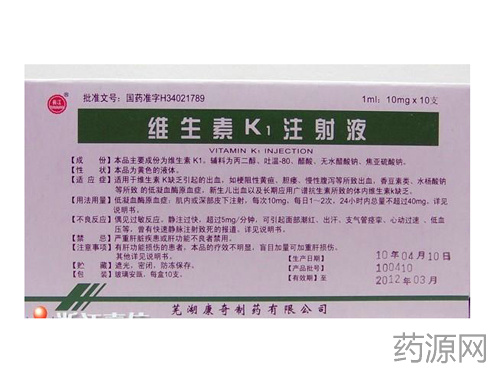 批准文号：国药准字H34021789
1ml：10mg×10支
维生素K1注射液
VITAMIN K1 INJECTION
【成 份】本品主要成份为维生素K1。辅料为丙二醇、吐温-80、醋酸、无水醋酸钠、焦亚硫酸钠。
【性 状】本品为黄色的液体。
【适 应 症】适用于维生素K缺乏引起的出血，如梗阻性黄疸、胆瘘、慢性腹泻等所致出血，香豆素类、水杨酸钠
等所致的低凝血酶原血症，新生儿出血以及长期应用广谱抗生素所致的体内维生素k缺乏。
【用法用量】低凝血酶原血症：肌内或深部皮下注射，每次10mg，每日1～2次，24小时内总量不超过40mg，详见
说明书。
【不良反应】偶见过敏反应，静注过快，超过5mg/分钟，可引起面部潮红、出汗、支气管痉挛、心动过速、低血
压等，曾有快速静脉注射致死的报道，详见说明书。
【禁 忌】严重肝脏疾患或肝功能不良者禁用。
【注意事项】有肝功能损伤的患者，本品的疗效不明显，盲目加量可加重肝损伤，
其他详见说明书。
【贮 藏】遮光、密闭，防冻保存。
【包 装】玻璃安瓿，每盒10支。
【生产日期】10年04月10日
【产品批号】100410
【有效期】至2012年03月
芜湖康奇制药有限公司
药源网